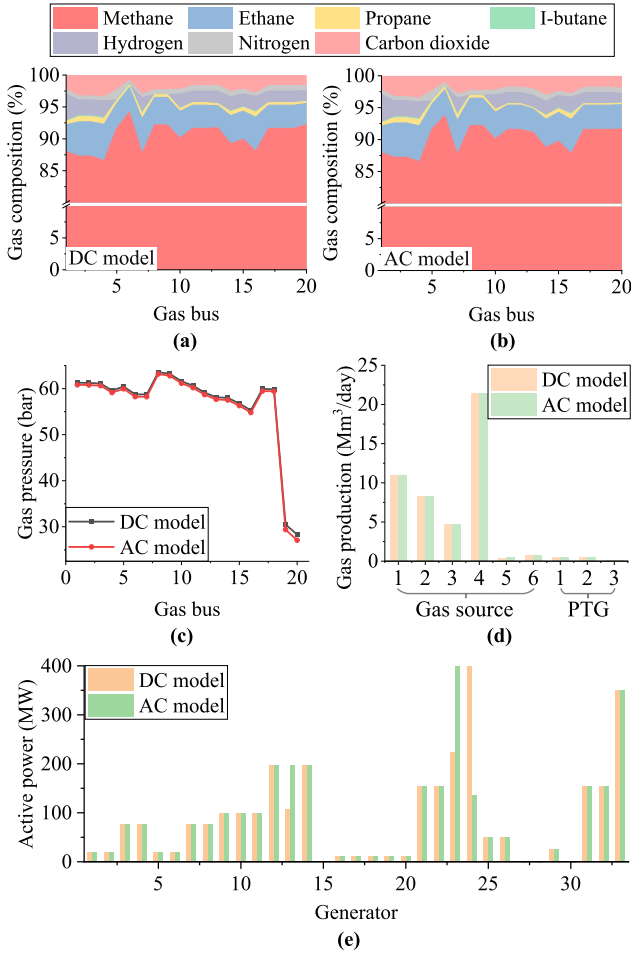 Methane Ethane Propane I-butane
Hydrogen Nitrogen Carbon dioxide
Gas composition (%)
100
95
90
85
5
0
DC model
5 10 15 20
Gas bus
(a)
Gas composition (%)
100
95
90
85
5
0
AC model
5 10 15 20
Gas bus
(b)
Gas pressure (bar)
60
50
40
30
DC model
AC model
0 5 10 15 20
Gas bus
(c)
Gas production (Mm³/day)
25
20
15
10
5
0
DC model
AC model
1 2 3 4 5 6 1 2 3
Gas source PTG
(d)
Active power (MW)
400
300
200
100
0
DC model
AC model
5 10 15 20 25 30
Generator
(e)